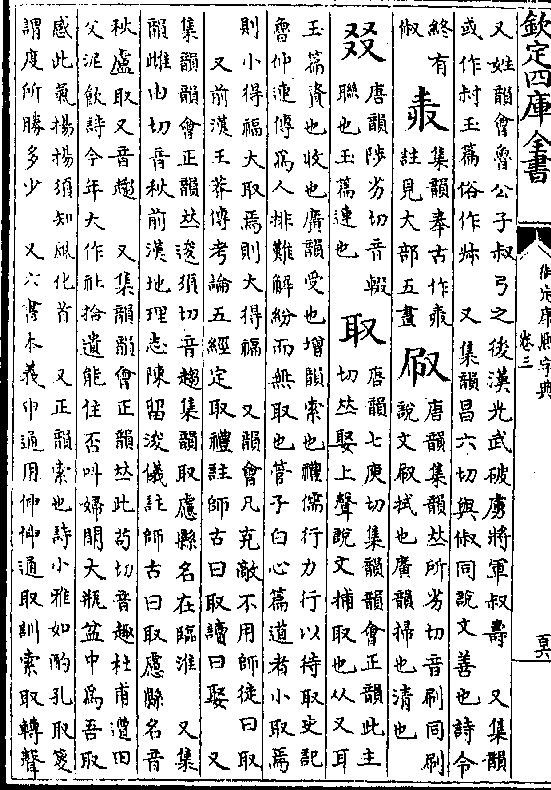 欽定四庫全書
御定康熙字典
卷三
又姓韻會魯公子叔弓之後漢光武破虜將軍叔壽 又集韻
或作村玉篇俗作 又集韻昌六切與俶同說文善也詩令
終有 集韻奉古作 㕞 唐韻集韻𠀤所劣切音刷同刷
俶 註見大部五畫 說文㕞拭也廣韻掃也清也
叕 唐韻陟劣切音輟 取 唐韻七庾切集韻韻會正韻此主
聯也玉篇連也 切𠀤娶上聲說文捕取也从又耳
玉篇資也收也廣韻受也增韻索也禮儒行力行以待取史記
魯仲連傳爲人排難解紛而無取也管子白心篇道者小取焉
則小得福大取焉則大得福 又韻會凡克敵不用師徒曰取
又前漢王莽傳考論五經定取禮註師古曰取讀曰娶 又
集韻韻會正韻𠀤逡須切音趨集韻取慮縣名在臨淮 又集
韻雌由切音秋前漢地理志陳留浚儀註師古曰取慮縣名音
秋盧取又音趨 又集韻韻會正韻𠀤此苟切音趣杜甫遭田
父泥飲詩今年大作社拾遺能住否叫婦開大瓶盆中爲吾取
感此氣揚揚須知風化首 又正韻索也詩小雅如酌孔取箋
謂度所勝多少 又六書本義巾通用伸神通取訓索取轉聲